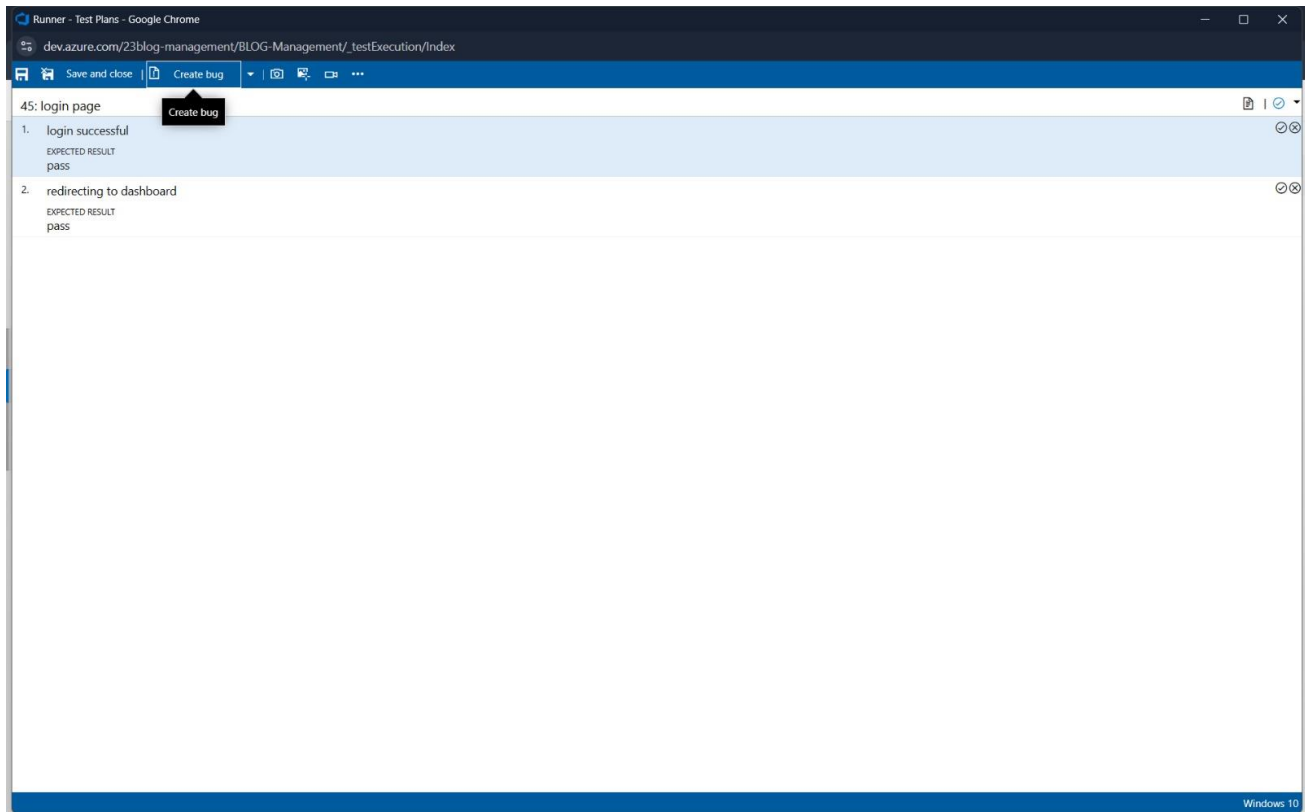 Runner - Test Plans - Google Chrome
dev.azure.com/23blog-management/BLOG-Management/_testExecution/Index
Save and close | Create bug
45: login page
Create bug
1. login successful
EXPECTED RESULT
pass
2. redirecting to dashboard
EXPECTED RESULT
pass
Windows 10